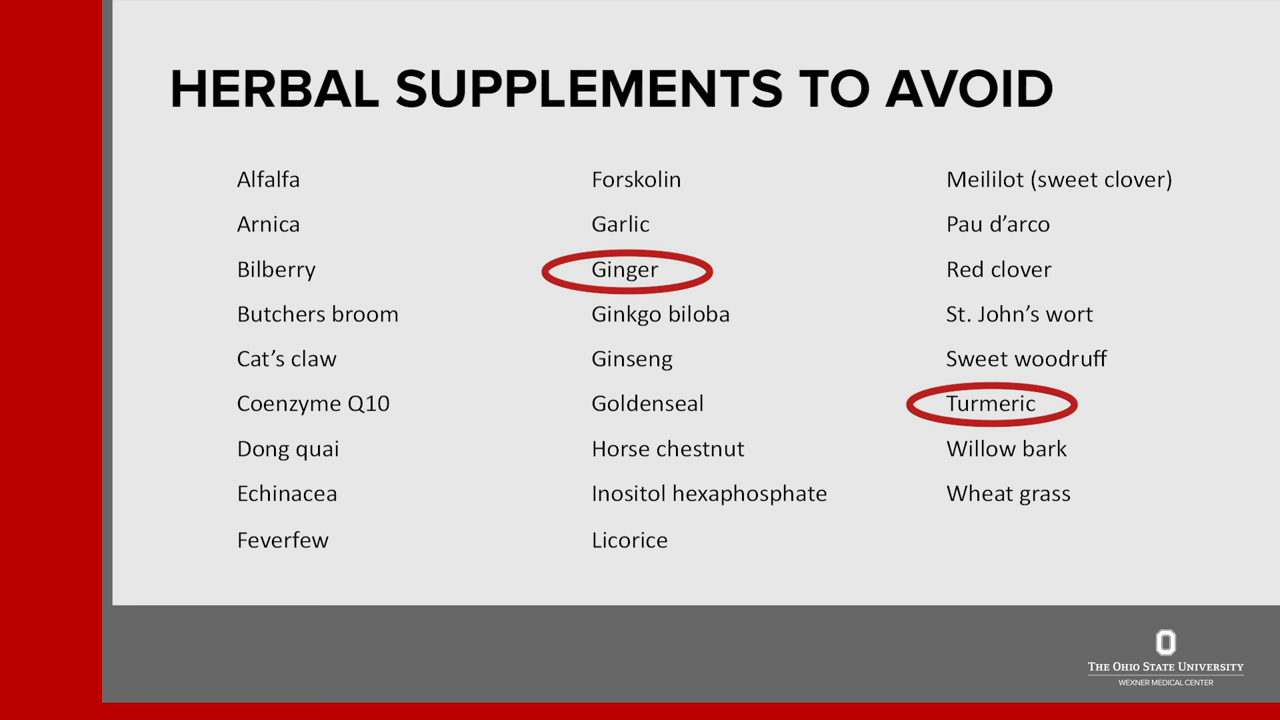 HERBAL SUPPLEMENTS TO AVOID
Alfalfa
Arnica
Bilberry
Butchers broom
Cat’s claw
Coenzyme Q10
Dong quai
Echinacea
Feverfew
Forskolin
Garlic
Ginger
Ginkgo biloba
Ginseng
Goldenseal
Horse chestnut
Inositol hexaphosphate
Licorice
Meililot (sweet clover)
Pau d’arco
Red clover
St. John’s wort
Sweet woodruff
Turmeric
Willow bark
Wheat grass
THE OHIO STATE UNIVERSITY
WEXNER MEDICAL CENTER